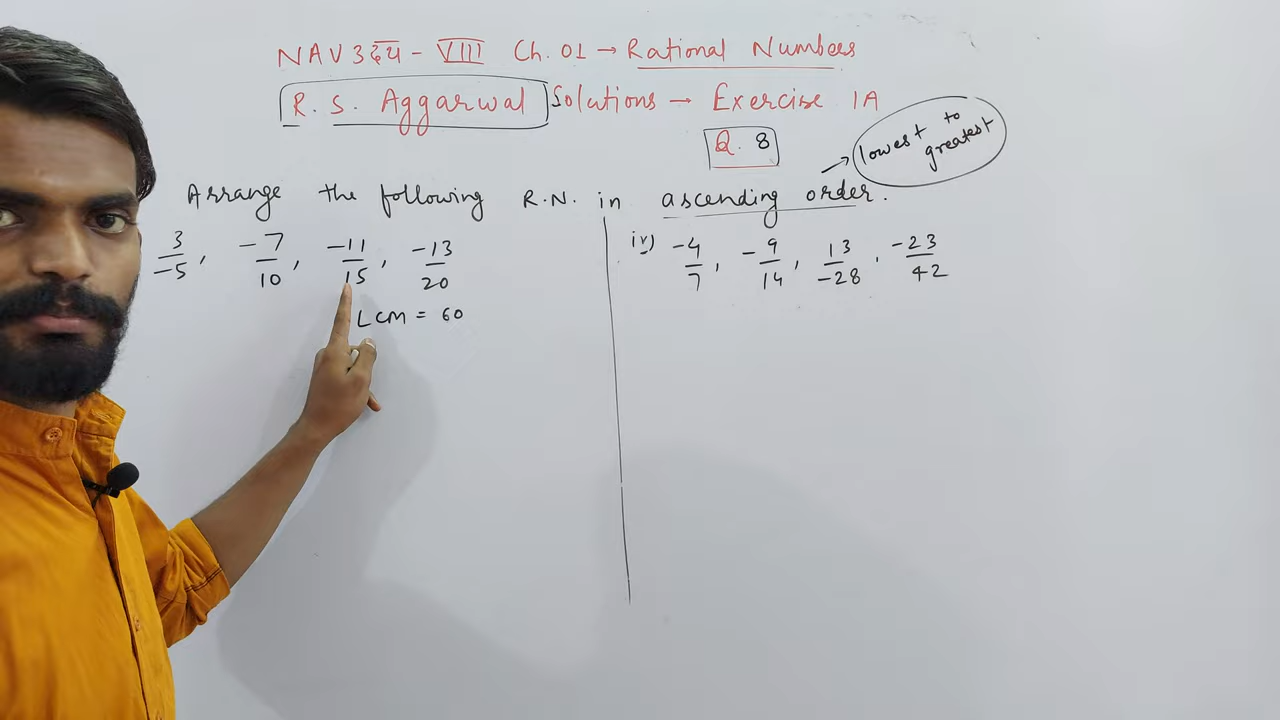 NAVउदय - VIII Ch. 01 → Rational Numbers
R. S. Aggarwal Solutions → Exercise 1A
Q. 8
lowest to greatest
Arrange the following R.N. in ascending order.
3/-5, -7/10, -11/15, -13/20
LCM = 60
iv) -4/7, -9/14, 13/-28, -23/42